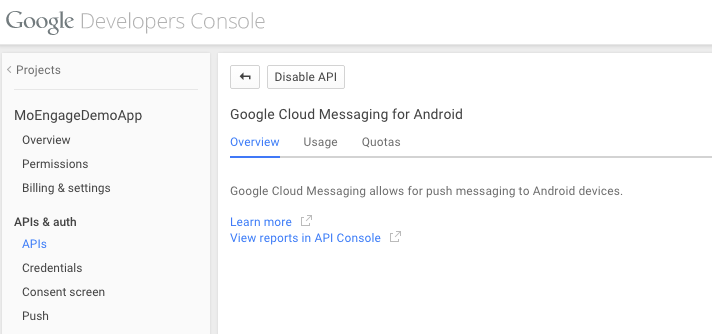 Google Developers Console
Projects
MoEngageDemoApp
Overview
Permissions
Billing & settings
APIs & auth
APIs
Credentials
Consent screen
Push
Disable API
Google Cloud Messaging for Android
Overview Usage Quotas
Google Cloud Messaging allows for push messaging to Android devices.
Learn more
View reports in API Console